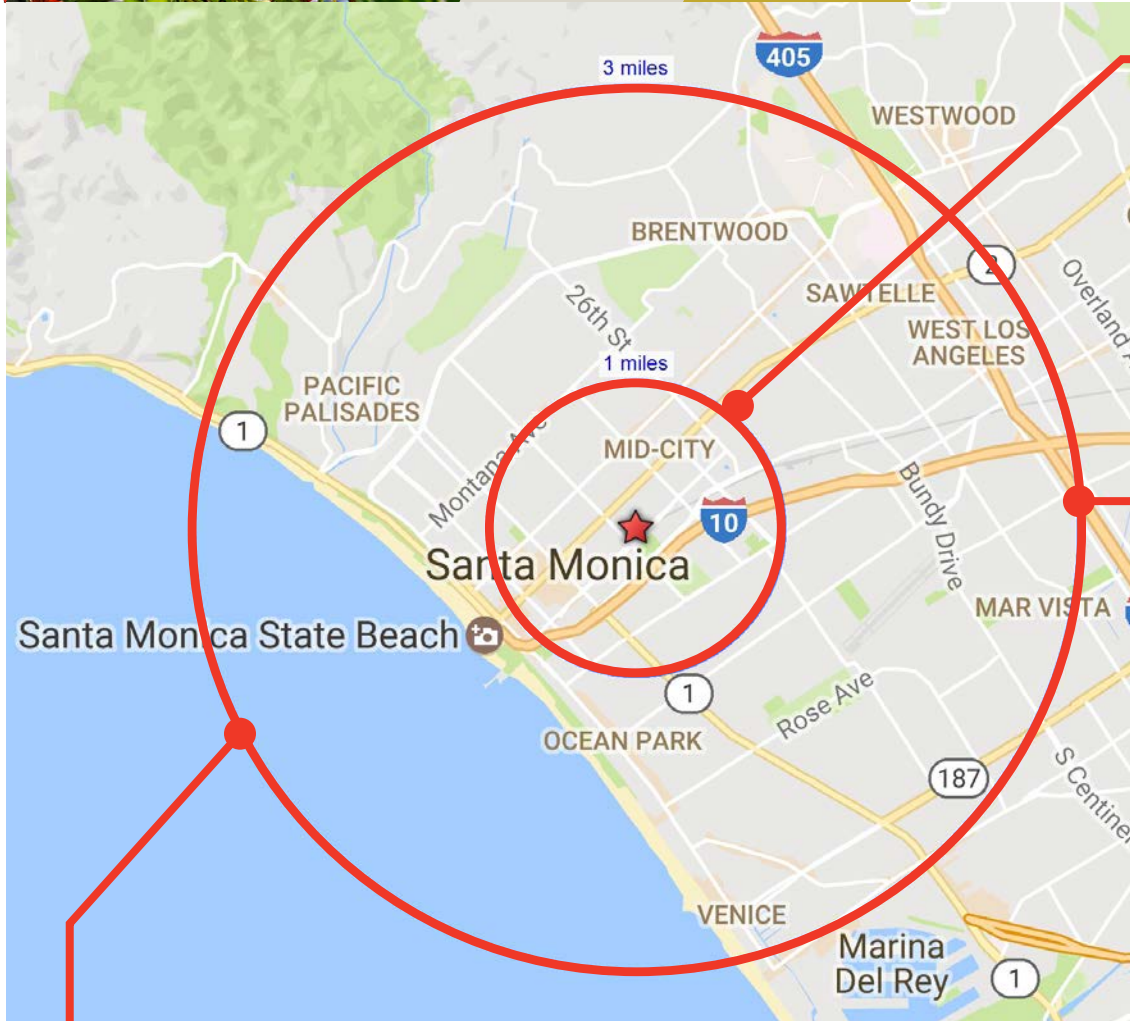 3 miles
405
WESTWOOD
BRENTWOOD
2
SAWTELLE
Overland
26th St
WEST LOS
ANGELES
1 miles
PACIFIC
PALISADES
1
MID-CITY
Montana Ave
Bundy Drive
10
Santa Monica
MAR VISTA
Santa Monica State Beach
1
Rose Ave
OCEAN PARK
187
VENICE
Marina
Del Rey
1